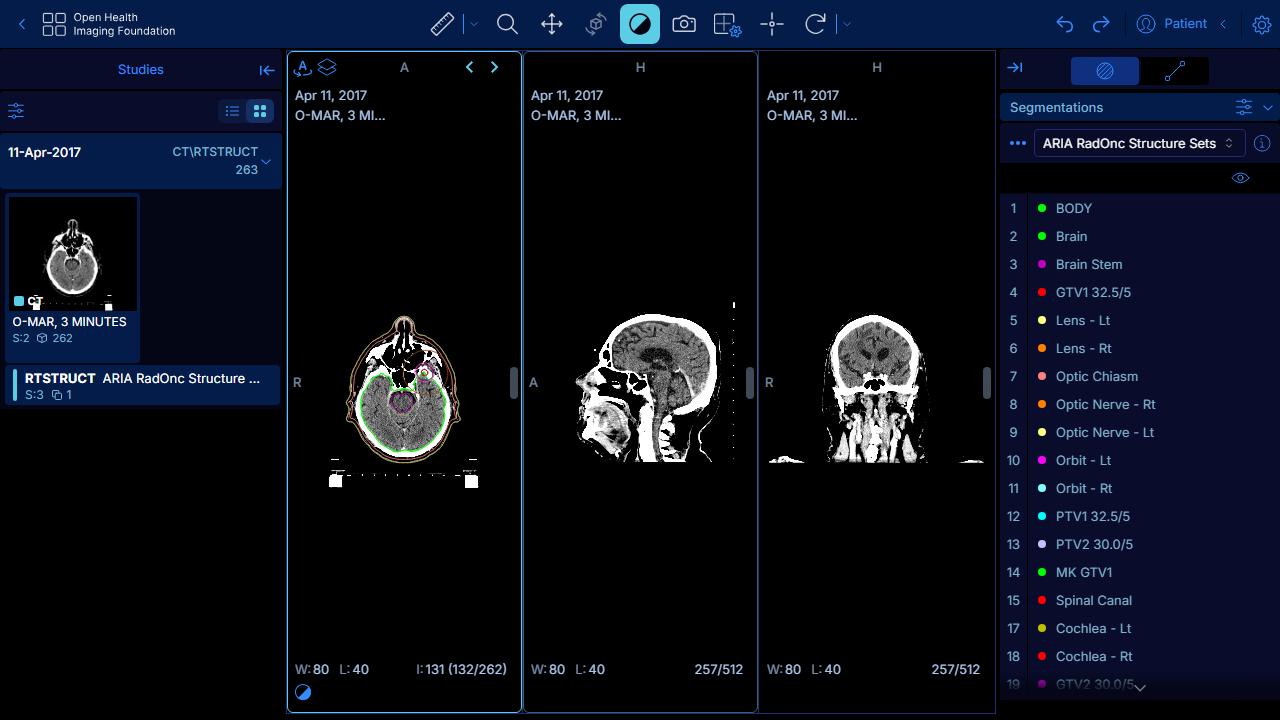 Open Health
Imaging Foundation
Patient
Studies
11-Apr-2017
CT\RTSTRUCT
263
CT
O-MAR, 3 MINUTES
S:2 262
RTSTRUCT ARIA RadOnc Structure ...
S:3 1
A
A
Apr 11, 2017
O-MAR, 3 MI...
R
W: 80 L: 40 I: 131 (132/262)
H
Apr 11, 2017
O-MAR, 3 MI...
A
W: 80 L: 40 257/512
H
Apr 11, 2017
O-MAR, 3 MI...
R
W: 80 L: 40 257/512
Segmentations
ARIA RadOnc Structure Sets
1 BODY
2 Brain
3 Brain Stem
4 GTV1 32.5/5
5 Lens - Lt
6 Lens - Rt
7 Optic Chiasm
8 Optic Nerve - Rt
9 Optic Nerve - Lt
10 Orbit - Lt
11 Orbit - Rt
12 PTV1 32.5/5
13 PTV2 30.0/5
14 MK GTV1
15 Spinal Canal
17 Cochlea - Lt
18 Cochlea - Rt
19 GTV2 30.0/5